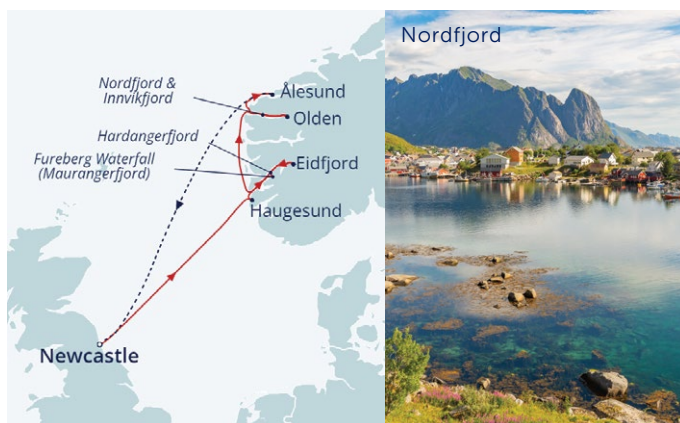 Nordfjord &
Innvikfjord
Ålesund
Olden
Hardangerfjord
Fureberg Waterfall
(Maurangerfjord)
Eidfjord
Haugesund
Newcastle
Nordfjord